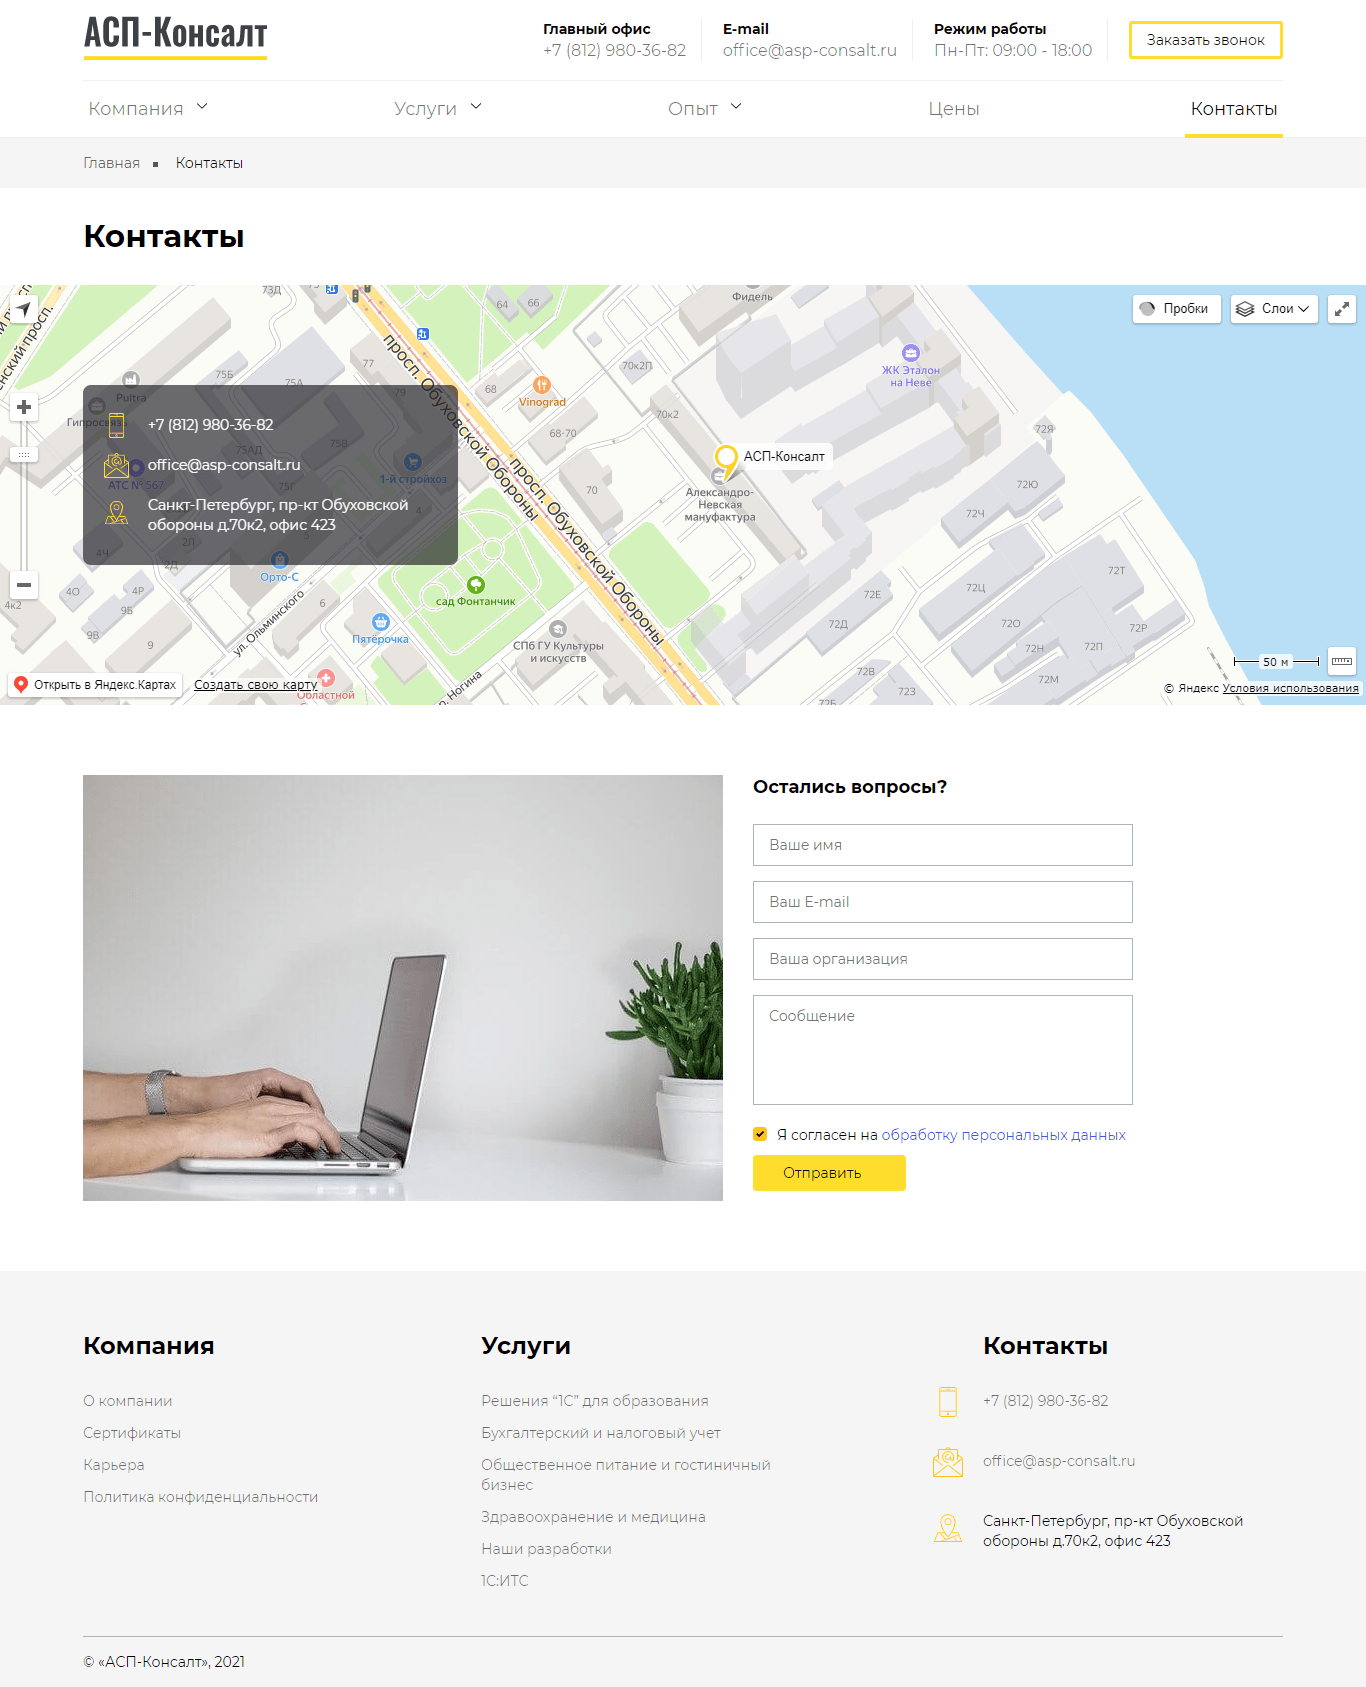 АСП-Консалт
Главный офис
+7 (812) 980-36-82
E-mail
office@asp-consalt.ru
Режим работы
Пн-Пт: 09:00 - 18:00
Заказать звонок
Компания
Услуги
Опыт
Цены
Контакты
Главная
Контакты
Контакты
73Д
64
66
Фидель
Пробки
Слои
77
75Б
75А
79
68
70к2П
ЖК Эталон
на Неве
Pultra
Vinograd
70к2
Гипросвязь
просп. Обуховской Обороны
просп. Обуховской Обороны
+7 (812) 980-36-82
75В
68-70
72Я
75АД
АСП-Консалт
office@asp-consalt.ru
1-й стройхоз
АТС № 567
75Г
70
Александро-
Невская
мануфактура
72Ю
Санкт-Петербург, пр-кт Обуховской
обороны д.70к2, офис 423
72Ч
2Л
72Н
4Ч
2Д
Орто-С
72Т
4к2
4О
4Р
6
сад Фонтанчик
72Е
72Ц
9Б
72О
72Р
9В
9
ул. Ольминского
Пятёрочка
СПб ГУ Культуры
и искусств
72Д
72П
72В
50 м
Открыть в Яндекс.Картах
Создать свою карту
Областной
72З
72М
72Б
© Яндекс Условия использования
Остались вопросы?
Ваше имя
Ваш E-mail
Ваша организация
Сообщение
Я согласен на обработку персональных данных
Отправить
Компания
О компании
Сертификаты
Карьера
Политика конфиденциальности
Услуги
Решения “1С” для образования
Бухгалтерский и налоговый учет
Общественное питание и гостиничный
бизнес
Здравоохранение и медицина
Наши разработки
1С:ИТС
Контакты
+7 (812) 980-36-82
office@asp-consalt.ru
Санкт-Петербург, пр-кт Обуховской
обороны д.70к2, офис 423
© «АСП-Консалт», 2021